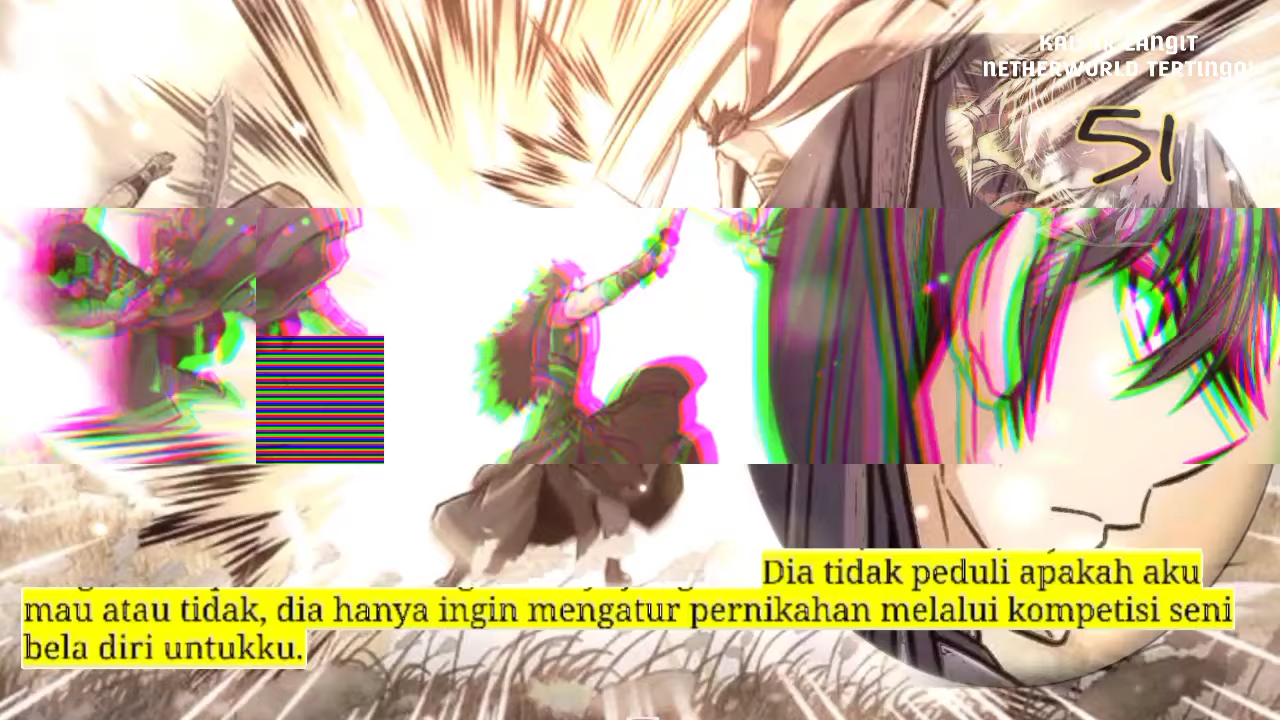 LANGIT
NETHERWORLD
51
Dia tidak peduli apakah aku
mau atau tidak, dia hanya ingin mengatur pernikahan melalui kompetisi seni
bela diri untukku.